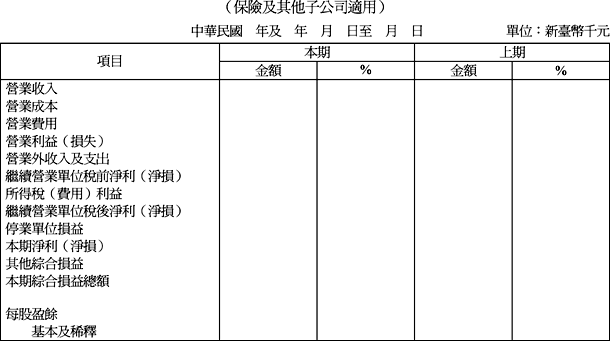 （保險及其他子公司適用）
中華民國　年及　年　月　日至　月　日　單位：新臺幣千元
項目　本期　上期
金額　%　金額　%
營業收入
營業成本
營業費用
營業利益（損失）
營業外收入及支出
繼續營業單位稅前淨利（淨損）
所得稅（費用）利益
繼續營業單位稅後淨利（淨損）
停業單位損益
本期淨利（淨損）
其他綜合損益
本期綜合損益總額
每股盈餘
基本及稀釋